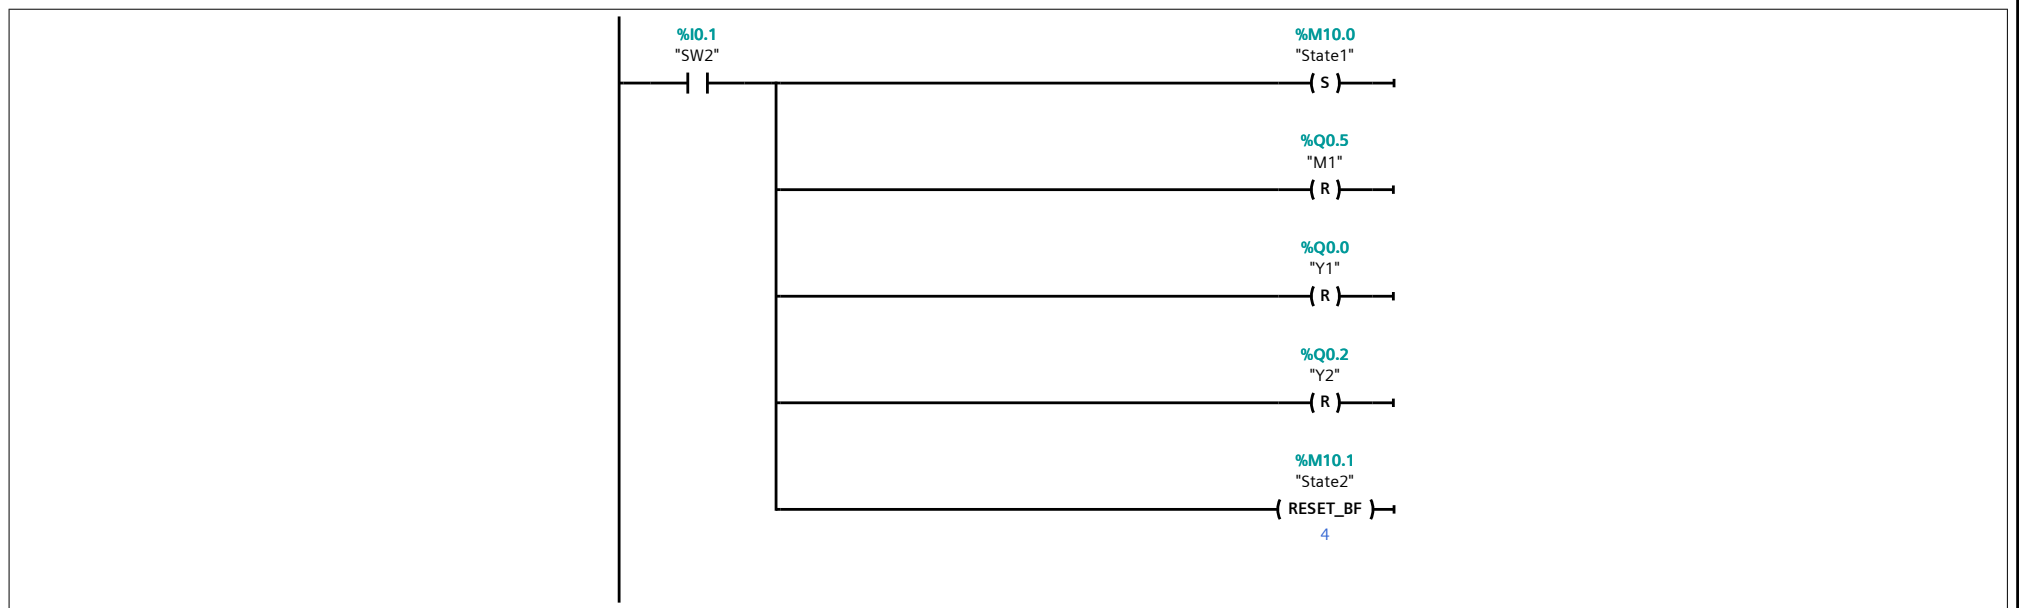 %I0.1
"SW2"
%M10.0
"State1"
S
%Q0.5
"M1"
R
%Q0.0
"Y1"
R
%Q0.2
"Y2"
R
%M10.1
"State2"
RESET_BF
4